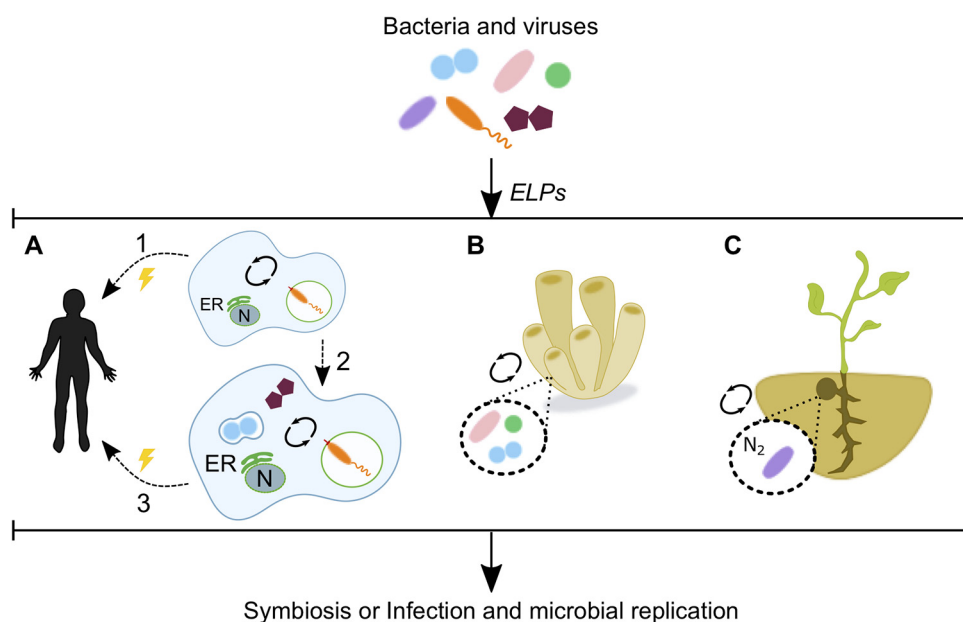 Bacteria and viruses
ELPs
A
1
ER
N
2
ER
N
3
B
C
N₂
Symbiosis or Infection and microbial replication